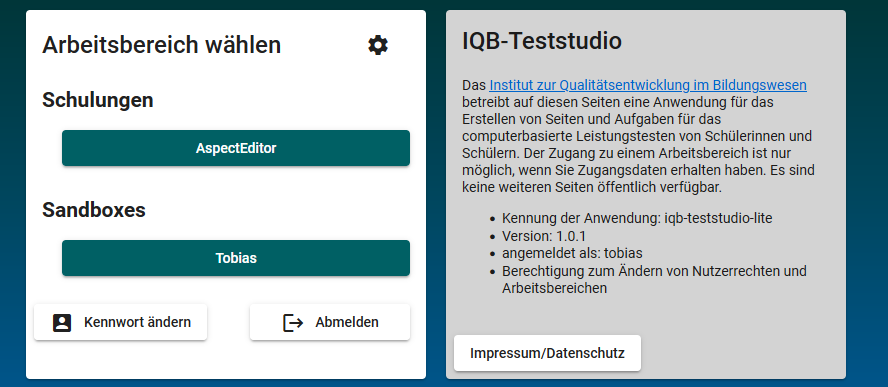 Arbeitsbereich wählen
Schulungen
AspectEditor
Sandboxes
Tobias
Kennwort ändern
Abmelden
IQB-Teststudio
Das Institut zur Qualitätsentwicklung im Bildungswesen
betreibt auf diesen Seiten eine Anwendung für das
Erstellen von Seiten und Aufgaben für das
computerbasierte Leistungstesten von Schülerinnen und
Schülern. Der Zugang zu einem Arbeitsbereich ist nur
möglich, wenn Sie Zugangsdaten erhalten haben. Es sind
keine weiteren Seiten öffentlich verfügbar.
• Kennung der Anwendung: iqb-teststudio-lite
• Version: 1.0.1
• angemeldet als: tobias
• Berechtigung zum Ändern von Nutzerrechten und
Arbeitsbereichen
Impressum/Datenschutz